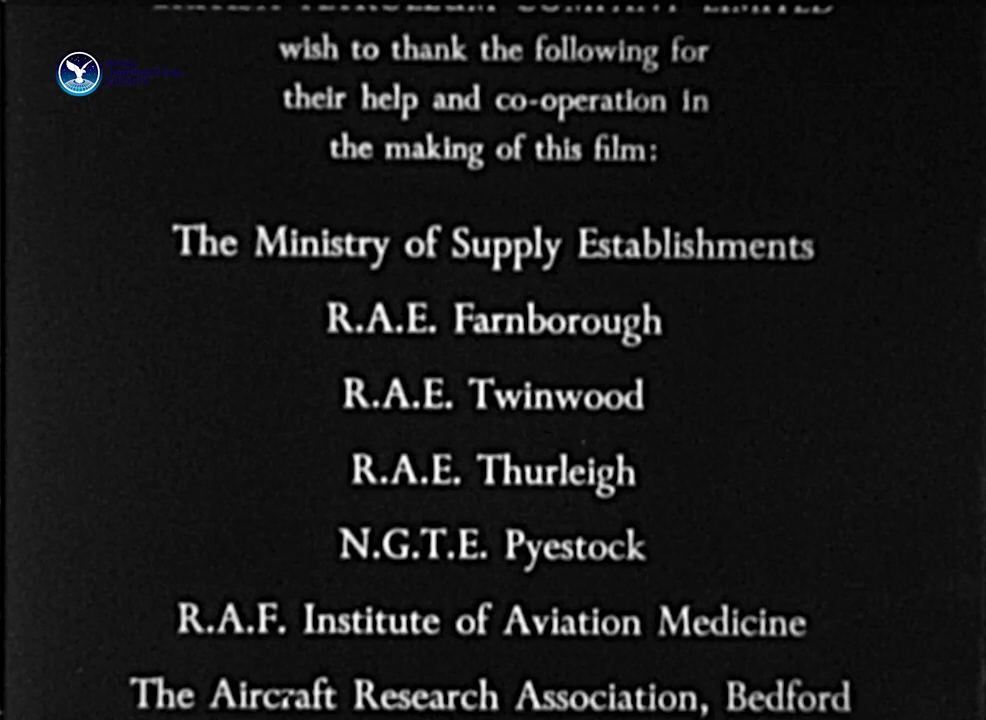 wish to thank the following for
their help and co-operation in
the making of this film:
The Ministry of Supply Establishments
R.A.E. Farnborough
R.A.E. Twinwood
R.A.E. Thurleigh
N.G.T.E. Pyestock
R.A.F. Institute of Aviation Medicine
The Aircraft Research Association, Bedford